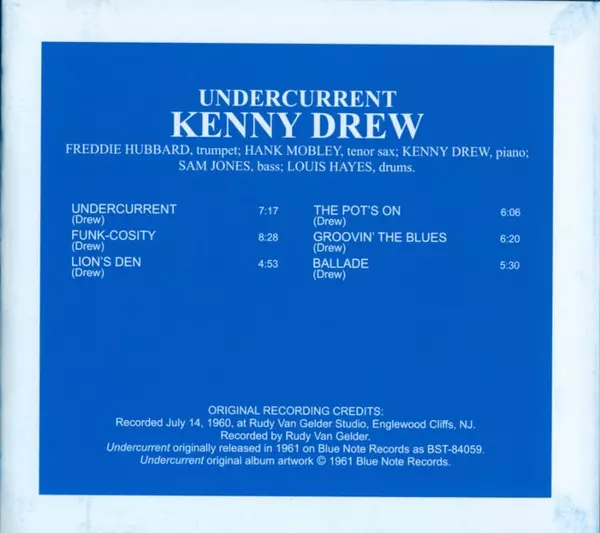 UNDERCURRENT
KENNY DREW
FREDDIE HUBBARD, trumpet; HANK MOBLEY, tenor sax; KENNY DREW, piano;
SAM JONES, bass; LOUIS HAYES, drums.
UNDERCURRENT 7:17
(Drew)
FUNK-COSITY 8:28
(Drew)
LION'S DEN 4:53
(Drew)
THE POT'S ON 6:06
(Drew)
GROOVIN' THE BLUES 6:20
(Drew)
BALLADE 5:30
(Drew)
ORIGINAL RECORDING CREDITS:
Recorded July 14, 1960, at Rudy Van Gelder Studio, Englewood Cliffs, NJ.
Recorded by Rudy Van Gelder.
Undercurrent originally released in 1961 on Blue Note Records as BST-84059.
Undercurrent original album artwork © 1961 Blue Note Records.